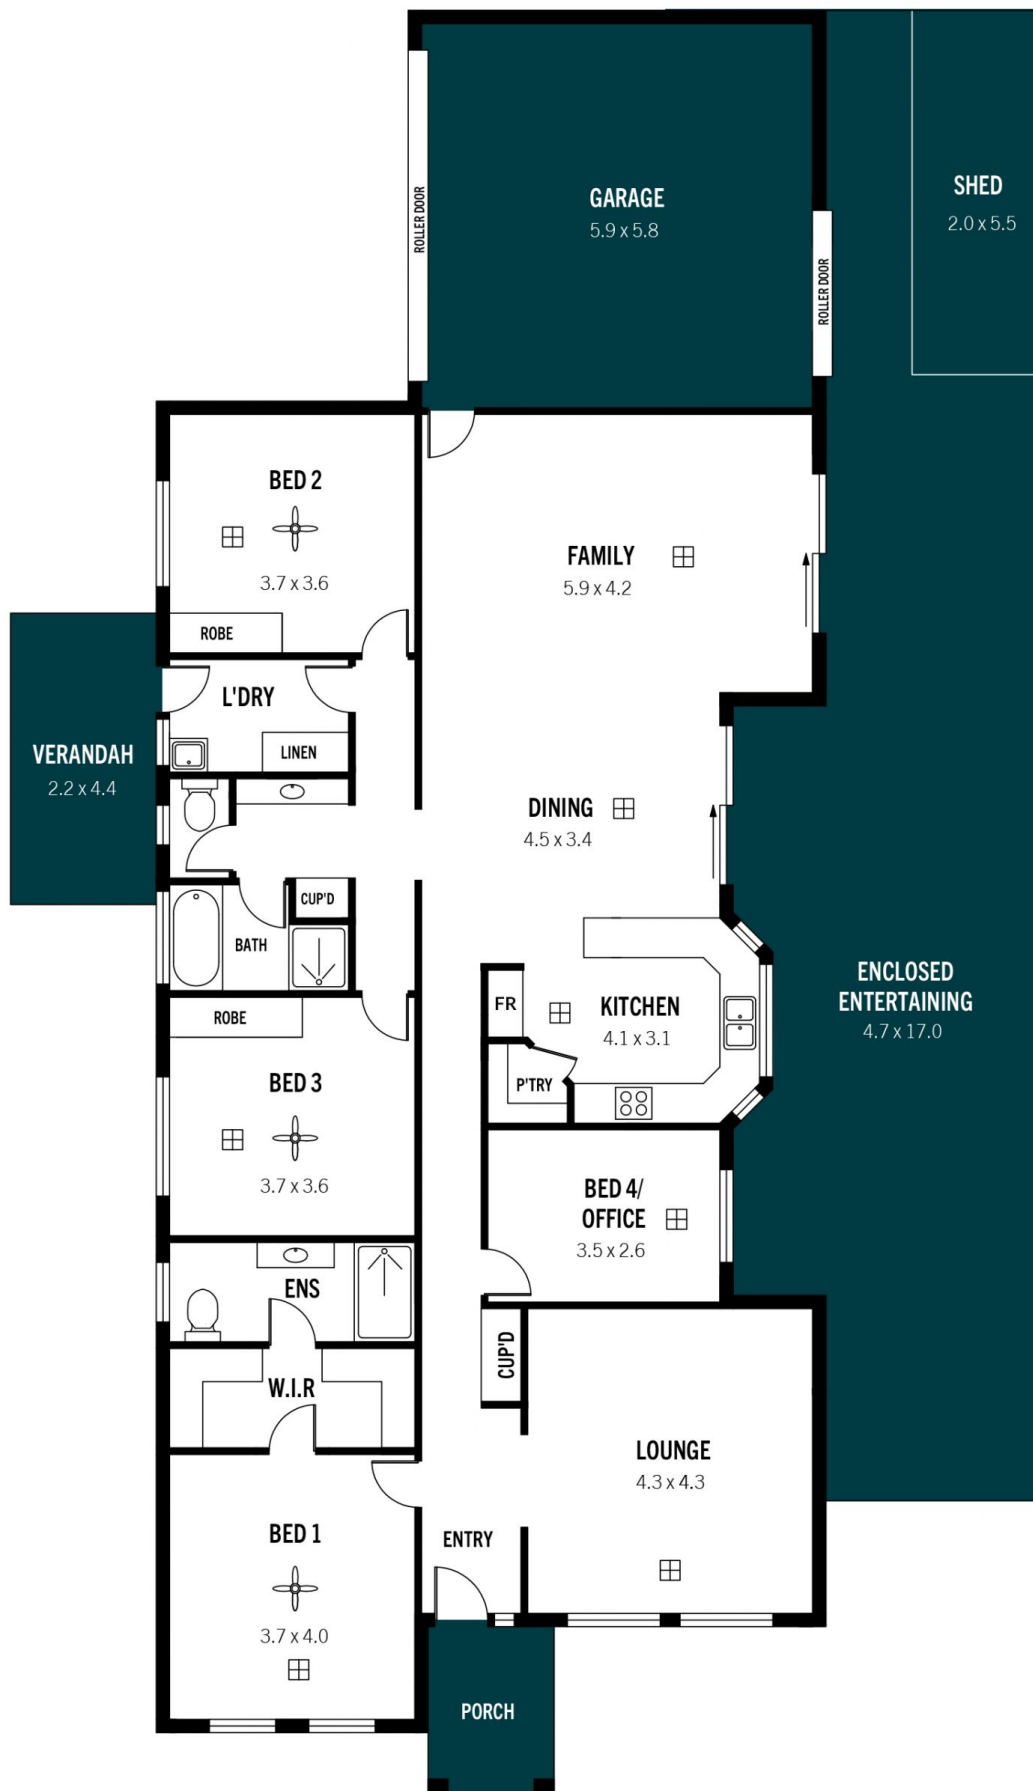 GARAGE
5.9 x 5.8
ROLLER DOOR
ROLLER DOOR
SHED
2.0 x 5.5
BED 2
3.7 x 3.6
ROBE
FAMILY
5.9 x 4.2
L'DRY
LINEN
VERANDAH
2.2 x 4.4
DINING
4.5 x 3.4
CUP'D
BATH
ROBE
FR
KITCHEN
4.1 x 3.1
P'TRY
ENCLOSED
ENTERTAINING
4.7 x 17.0
BED 3
3.7 x 3.6
BED 4/
OFFICE
3.5 x 2.6
ENS
W.I.R
CUP'D
LOUNGE
4.3 x 4.3
BED 1
3.7 x 4.0
ENTRY
PORCH